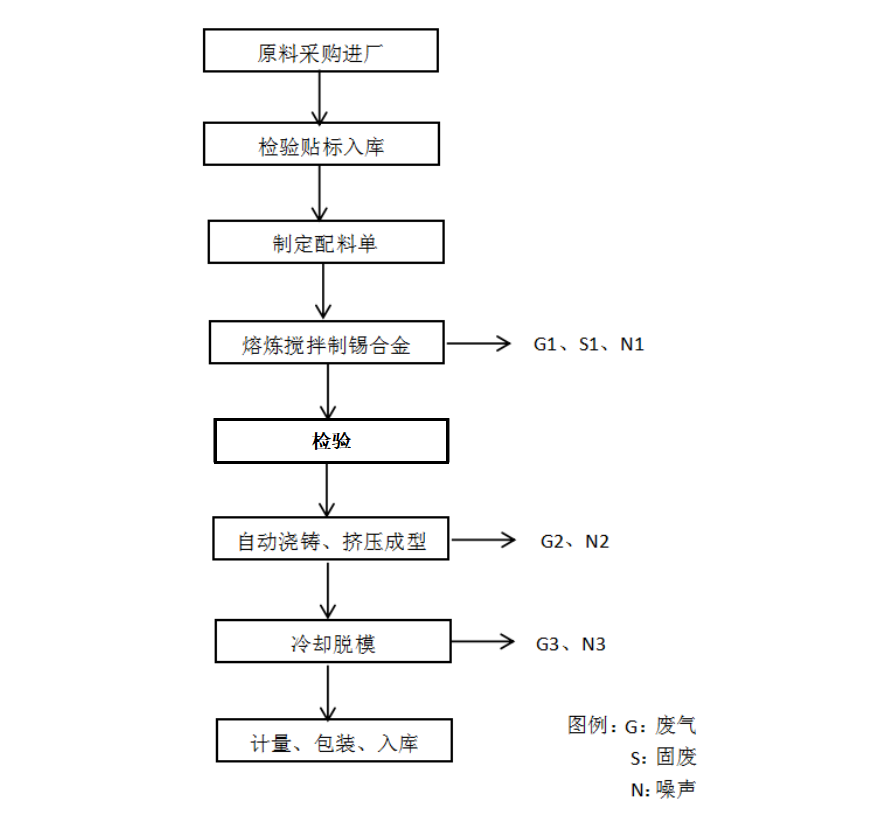 原料采购进厂
检验贴标入库
制定配料单
熔炼搅拌制锡合金
G1、S1、N1
检验
自动浇铸、挤压成型
G2、N2
冷却脱模
G3、N3
计量、包装、入库
图例：G：废气
S：固废
N：噪声